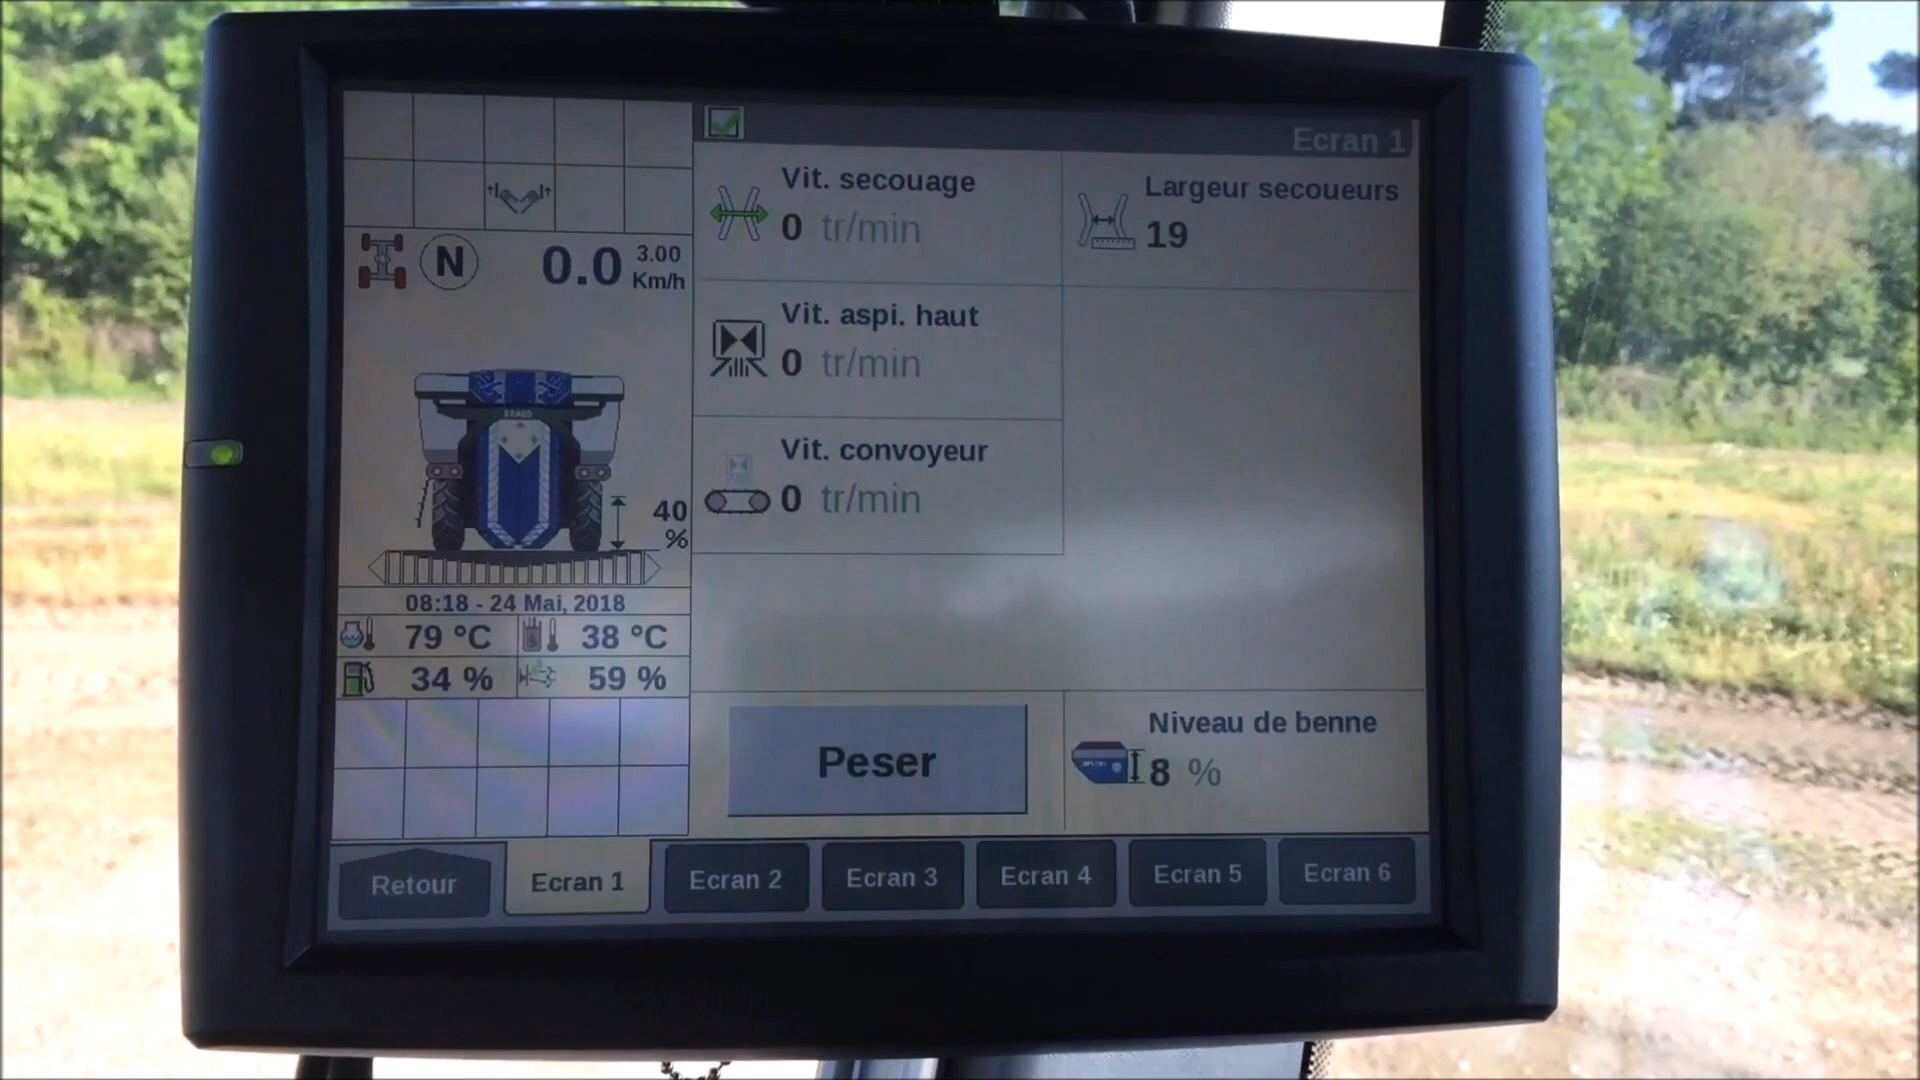 Ecran 1
Vit. secouage
0 tr/min
Largeur secoueurs
19
N 0.0 3.00
Km/h
Vit. aspi. haut
0 tr/min
Vit. convoyeur
0 tr/min
40
%
08:18 - 24 Mai, 2018
79 °C 38 °C
34 % 59 %
Peser
Niveau de benne
8 %
Retour
Ecran 1
Ecran 2
Ecran 3
Ecran 4
Ecran 5
Ecran 6